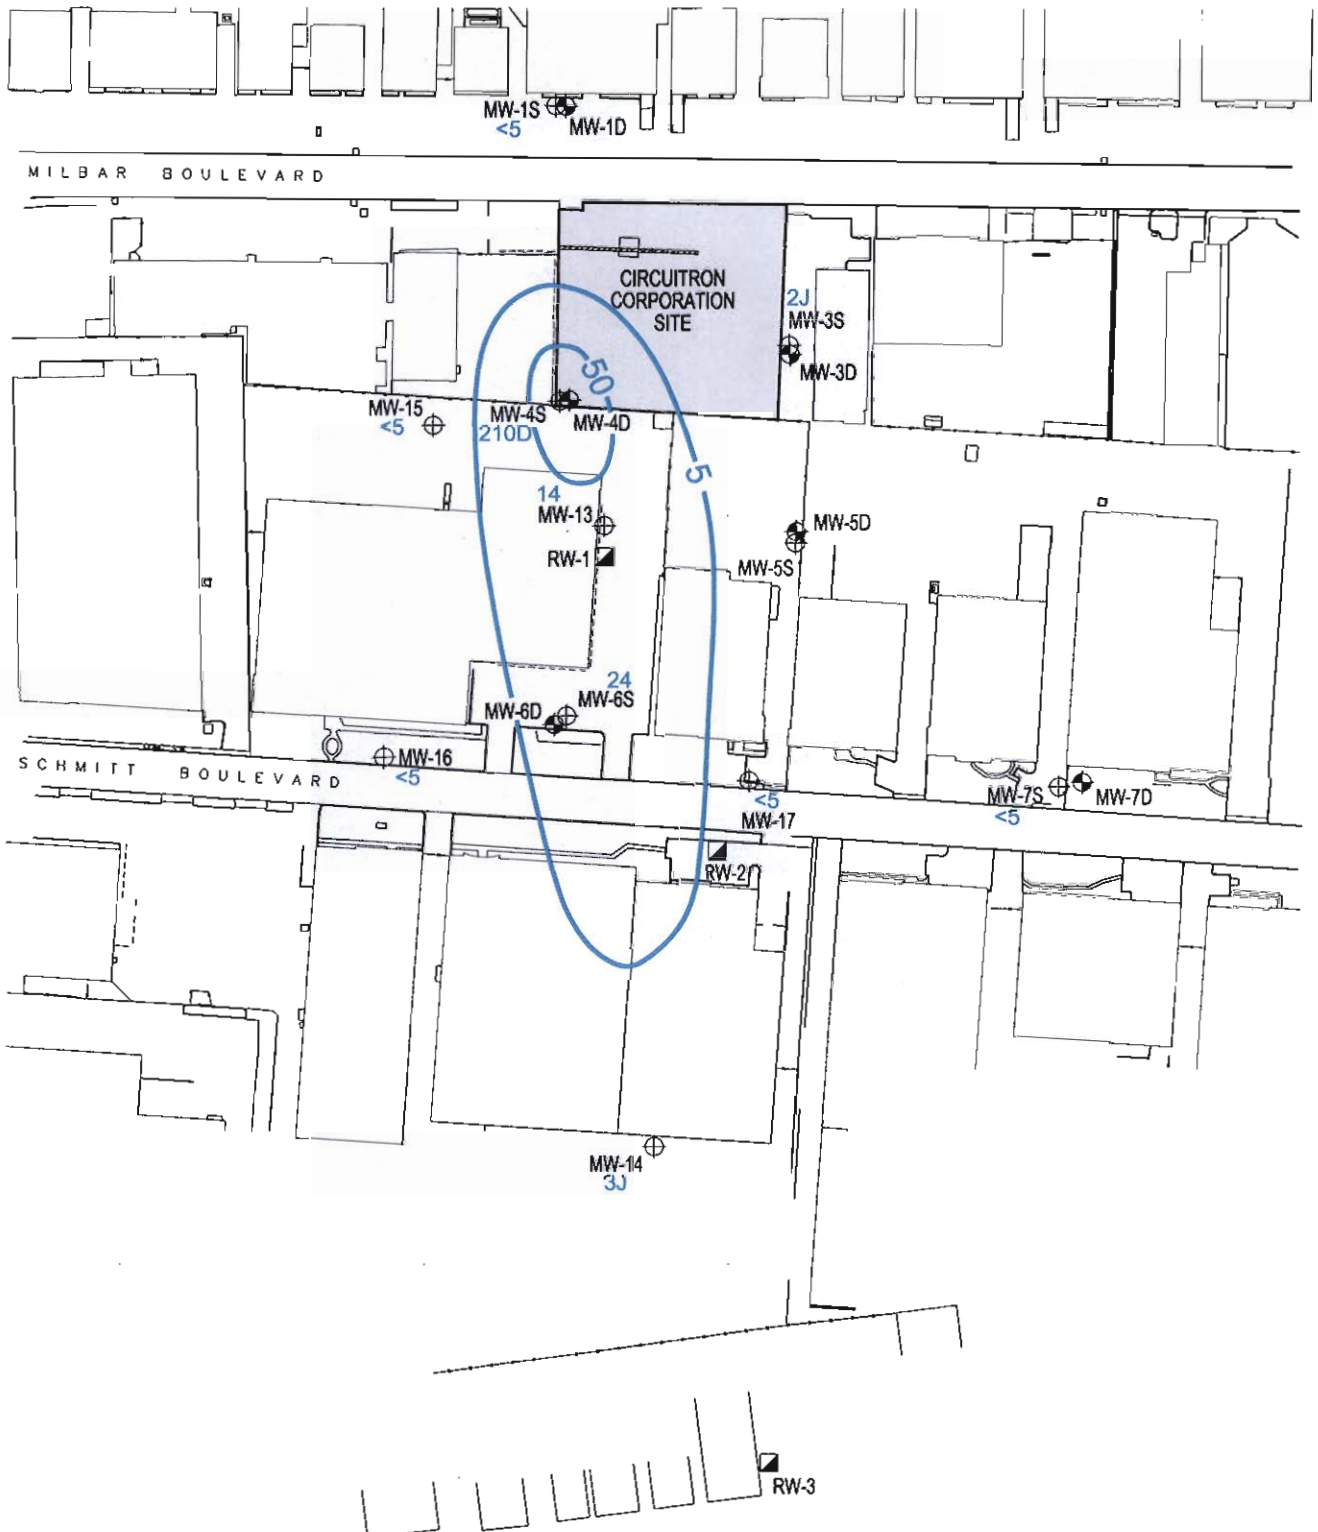 MW-1S
<5
MW-1D
MILBAR BOULEVARD
CIRCUITRON
CORPORATION
SITE
2J
MW-3S
MW-3D
50
MW-15
<5
MW-4S
210D
MW-4D
5
14
MW-13
RW-1
MW-5D
MW-5S
24
MW-6S
MW-6D
MW-16
<5
SCHMITT BOULEVARD
<5
MW-17
MW-7S
<5
MW-7D
RW-2
MW-14
3J
RW-3